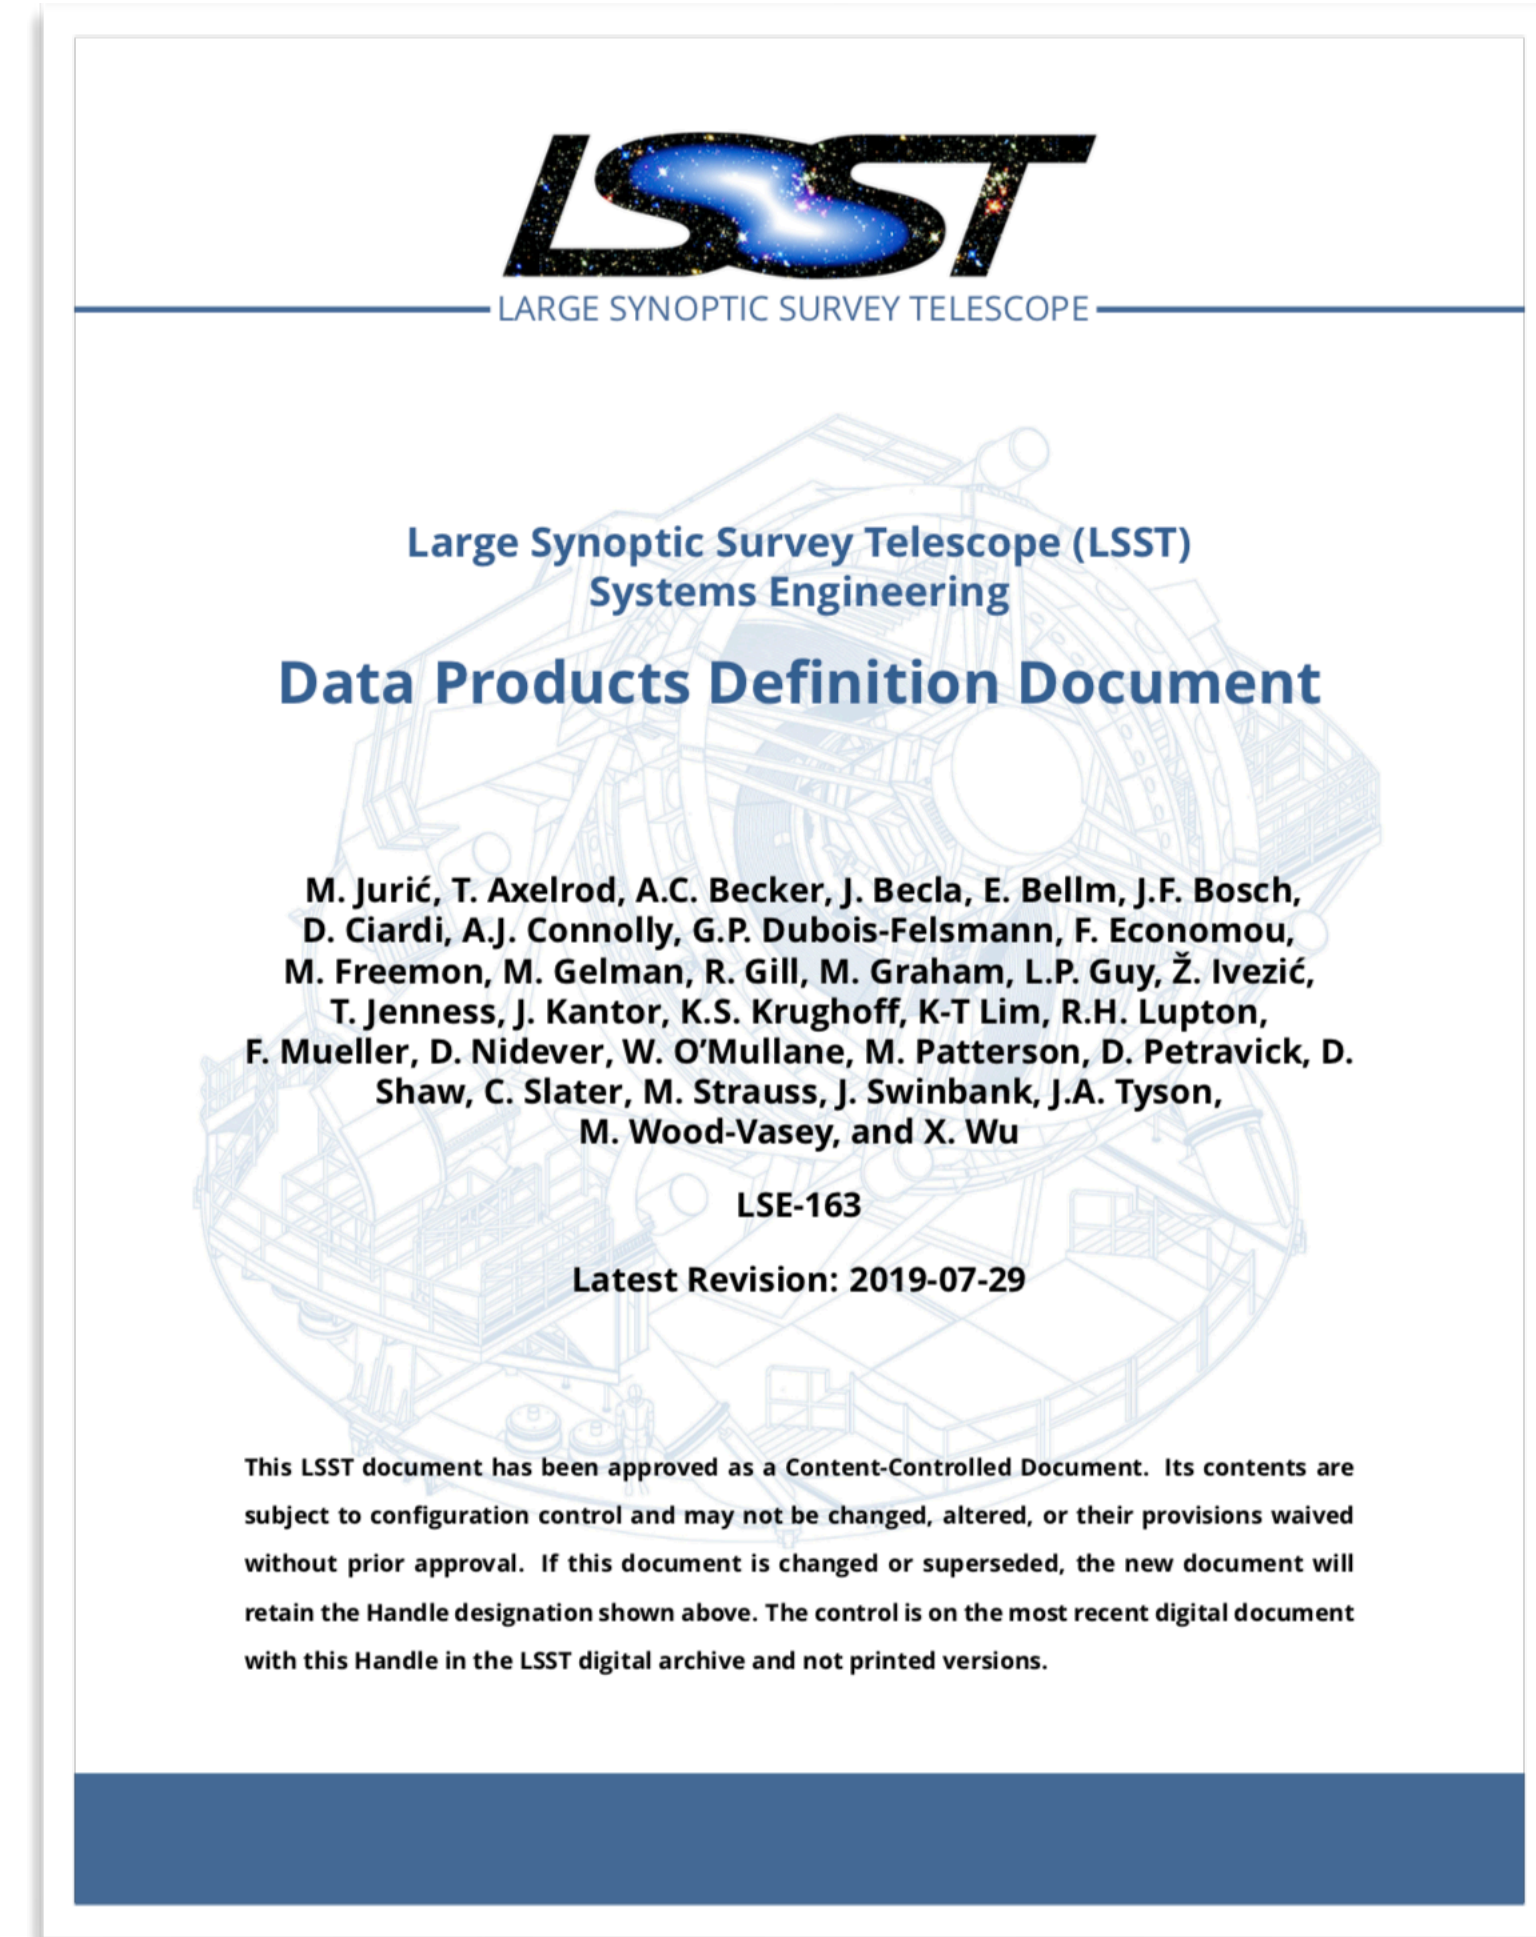 LSST
LARGE SYNOPTIC SURVEY TELESCOPE
Large Synoptic Survey Telescope (LSST)
Systems Engineering
Data Products Definition Document
M. Jurić, T. Axelrod, A.C. Becker, J. Becla, E. Bellm, J.F. Bosch,
D. Ciardi, A.J. Connolly, G.P. Dubois-Felsmann, F. Economou,
M. Freemon, M. Gelman, R. Gill, M. Graham, L.P. Guy, Ž. Ivezić,
T. Jenness, J. Kantor, K.S. Krughoff, K-T Lim, R.H. Lupton,
F. Mueller, D. Nidever, W. O’Mullane, M. Patterson, D. Petravick, D.
Shaw, C. Slater, M. Strauss, J. Swinbank, J.A. Tyson,
M. Wood-Vasey, and X. Wu
LSE-163
Latest Revision: 2019-07-29
This LSST document has been approved as a Content-Controlled Document. Its contents are
subject to configuration control and may not be changed, altered, or their provisions waived
without prior approval. If this document is changed or superseded, the new document will
retain the Handle designation shown above. The control is on the most recent digital document
with this Handle in the LSST digital archive and not printed versions.